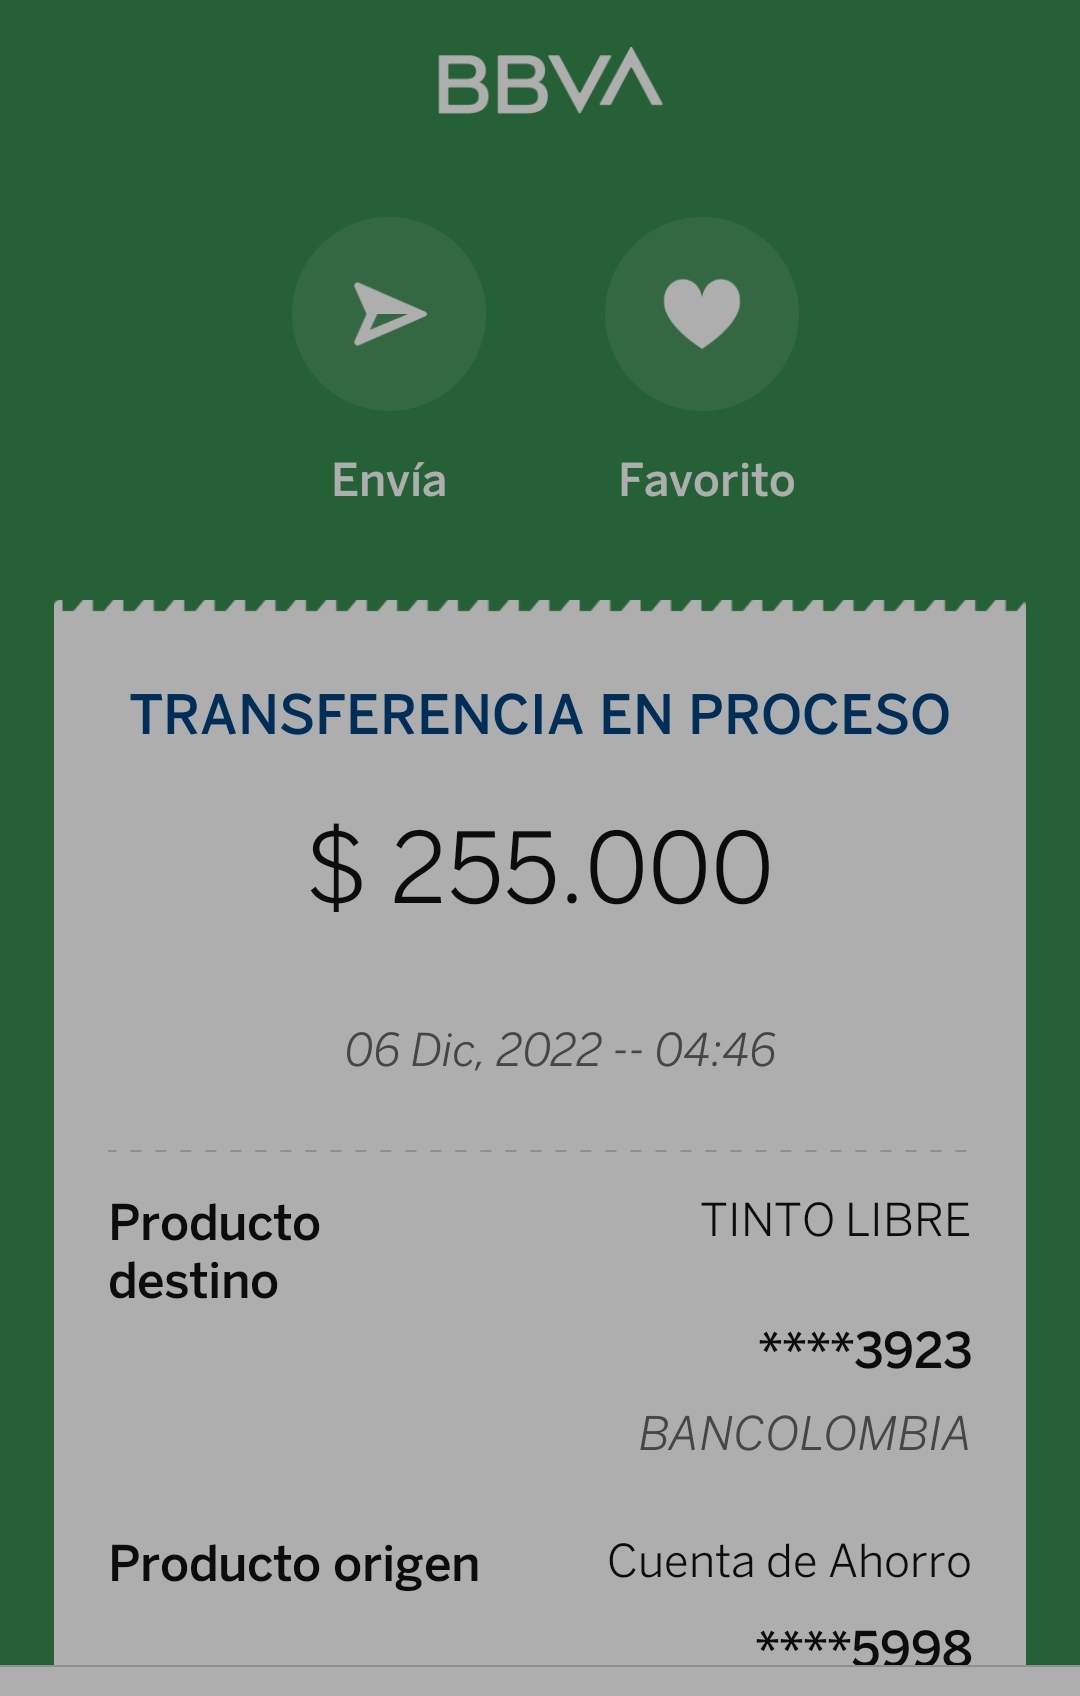 BBVA
Envía
Favorito
TRANSFERENCIA EN PROCESO
$ 255.000
06 Dic, 2022 -- 04:46
Producto destino
TINTO LIBRE
****3923
BANCOLOMBIA
Producto origen
Cuenta de Ahorro
****5998